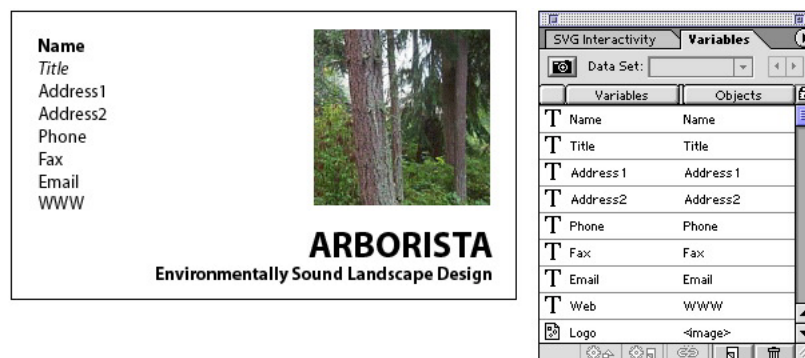 Name
Title
Address1
Address2
Phone
Fax
Email
WWW
ARBORISTA
Environmentally Sound Landscape Design
SVG Interactivity Variables
Data Set:
Variables Objects
T Name Name
T Title Title
T Address1 Address1
T Address2 Address2
T Phone Phone
T Fax Fax
T Email Email
T Web WWW
Logo <image>